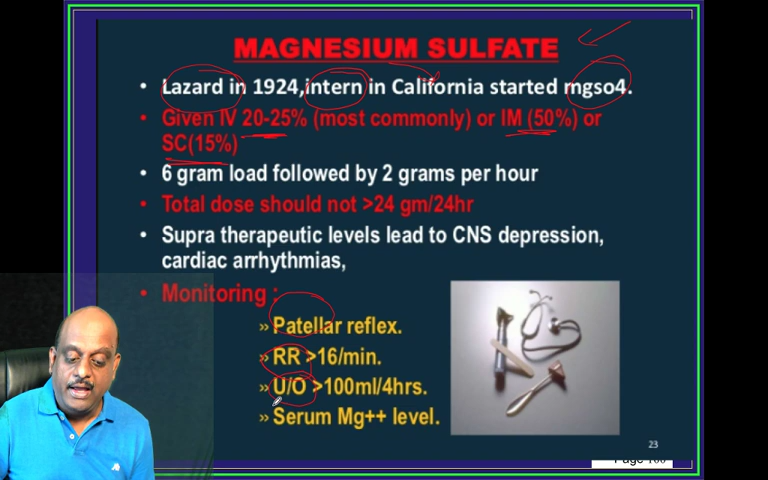 MAGNESIUM SULFATE
• Lazard in 1924,intern in California started mgso4.
• Given IV 20-25% (most commonly) or IM (50%) or
SC(15%)
• 6 gram load followed by 2 grams per hour
• Total dose should not >24 gm/24hr
• Supra therapeutic levels lead to CNS depression,
cardiac arrhythmias,
• Monitoring :
» Patellar reflex.
» RR >16/min.
» U/O >100ml/4hrs.
» Serum Mg++ level.
23